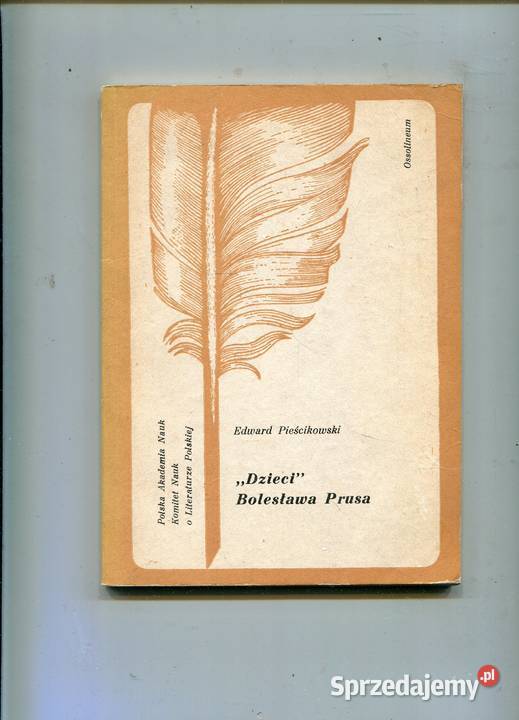 Ossolineum
Edward Pieścikowski
„Dzieci”
Bolesława Prusa
Polska Akademia Nauk
Komitet Nauk
o Literaturze Polskiej
Sprzedajemy.pl